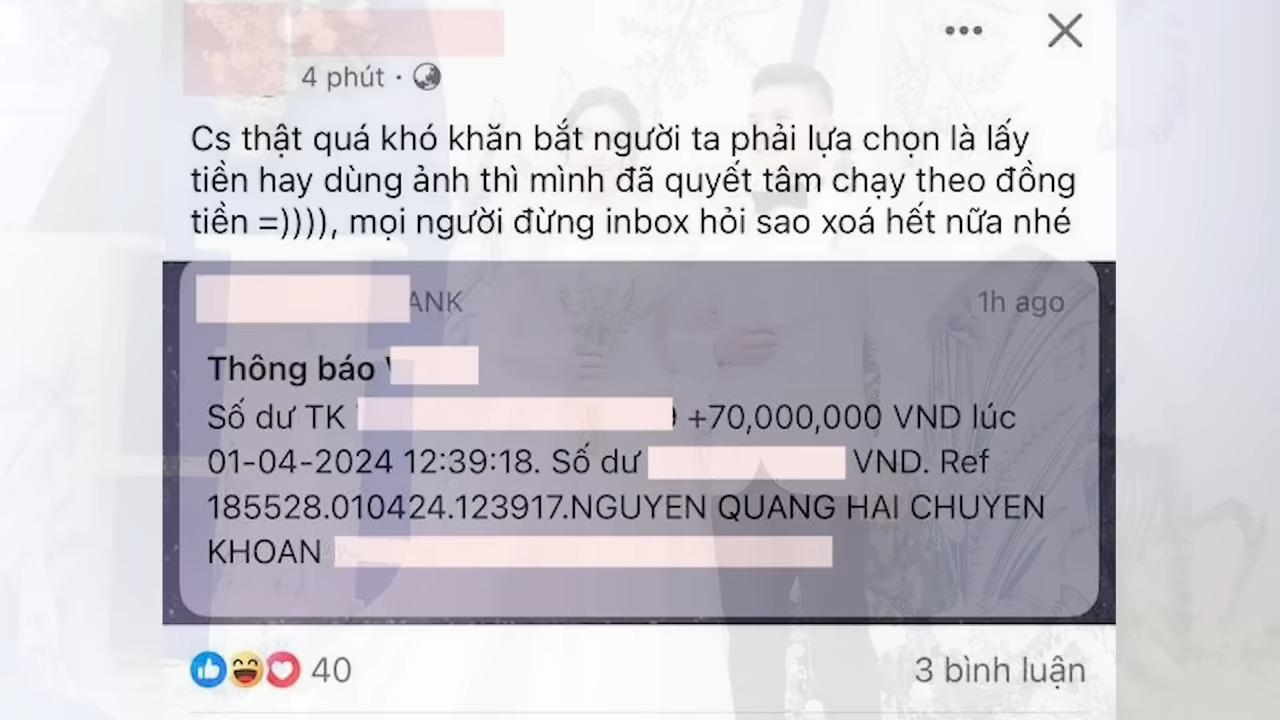 4 phút ·
Cs thật quá khó khăn bắt người ta phải lựa chọn là lấy
tiền hay dùng ảnh thì mình đã quyết tâm chạy theo đồng
tiền =)))), mọi người đừng inbox hỏi sao xoá hết nữa nhé
ANK 1h ago
Thông báo
Số dư TK +70,000,000 VND lúc
01-04-2024 12:39:18. Số dư VND. Ref
185528.010424.123917.NGUYEN QUANG HAI CHUYEN
KHOAN
40 3 bình luận